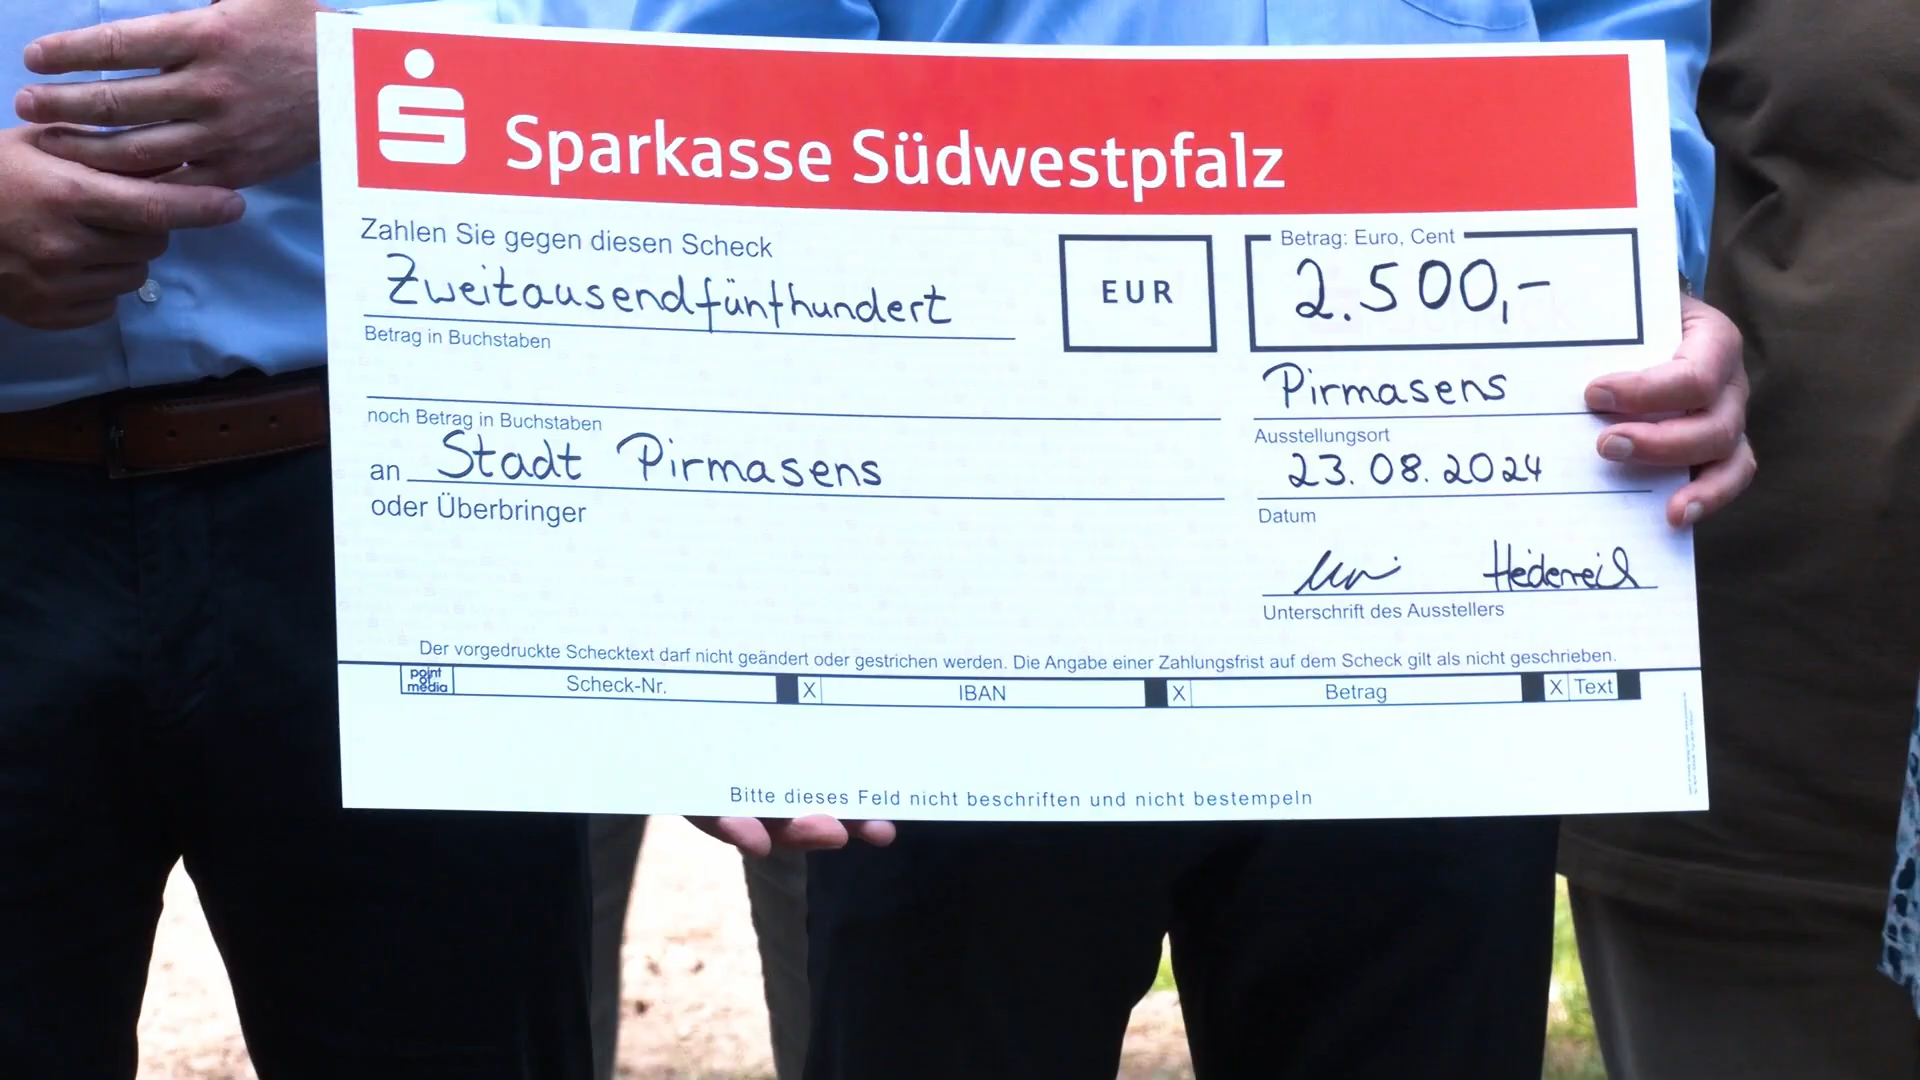 Sparkasse Südwestpfalz
Zahlen Sie gegen diesen Scheck
Zweitausendfünfhundert
Betrag in Buchstaben
EUR
Betrag: Euro, Cent
2.500,-
noch Betrag in Buchstaben
Pirmasens
Ausstellungsort
an Stadt Pirmasens
oder Überbringer
23.08.2024
Datum
Unterschrift des Ausstellers
Der vorgedruckte Schecktext darf nicht geändert oder gestrichen werden. Die Angabe einer Zahlungsfrist auf dem Scheck gilt als nicht geschrieben.
point of media
Scheck-Nr. X IBAN X Betrag X Text
Bitte dieses Feld nicht beschriften und nicht bestempeln